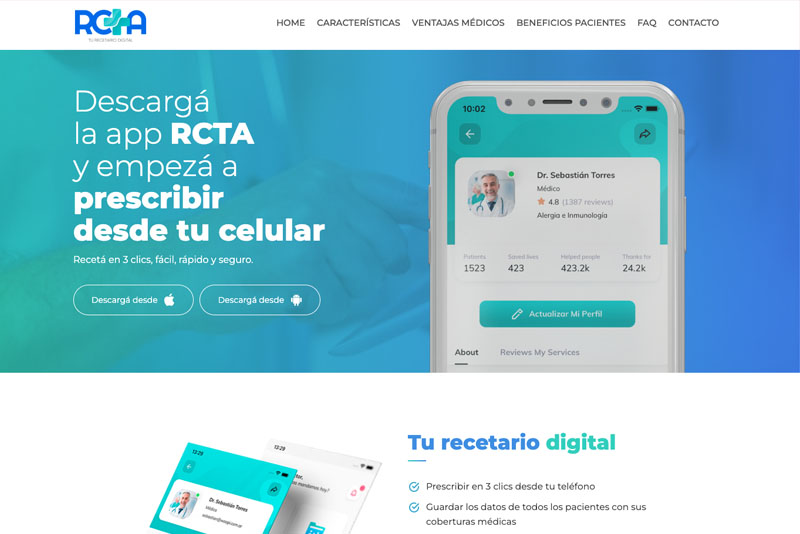 RCTA
TU RECETARIO DIGITAL
HOME CARACTERÍSTICAS VENTAJAS MÉDICOS BENEFICIOS PACIENTES FAQ CONTACTO
Descargá
la app RCTA
y empezá a
prescribir
desde tu celular
Recetá en 3 clics, fácil, rápido y seguro.
Descargá desde
Descargá desde
10:02
Dr. Sebastián Torres
Médico
4.8 (1387 reviews)
Alergia e Inmunología
Patients Saved lives Helped people Thanks for
1523 423 423.2k 24.2k
Actualizar Mi Perfil
About Reviews My Services
13:29
Dr. Sebastián Torres
Médico
13:29
Tu recetario digital
Prescribir en 3 clics desde tu teléfono
Guardar los datos de todos los pacientes con sus
coberturas médicas